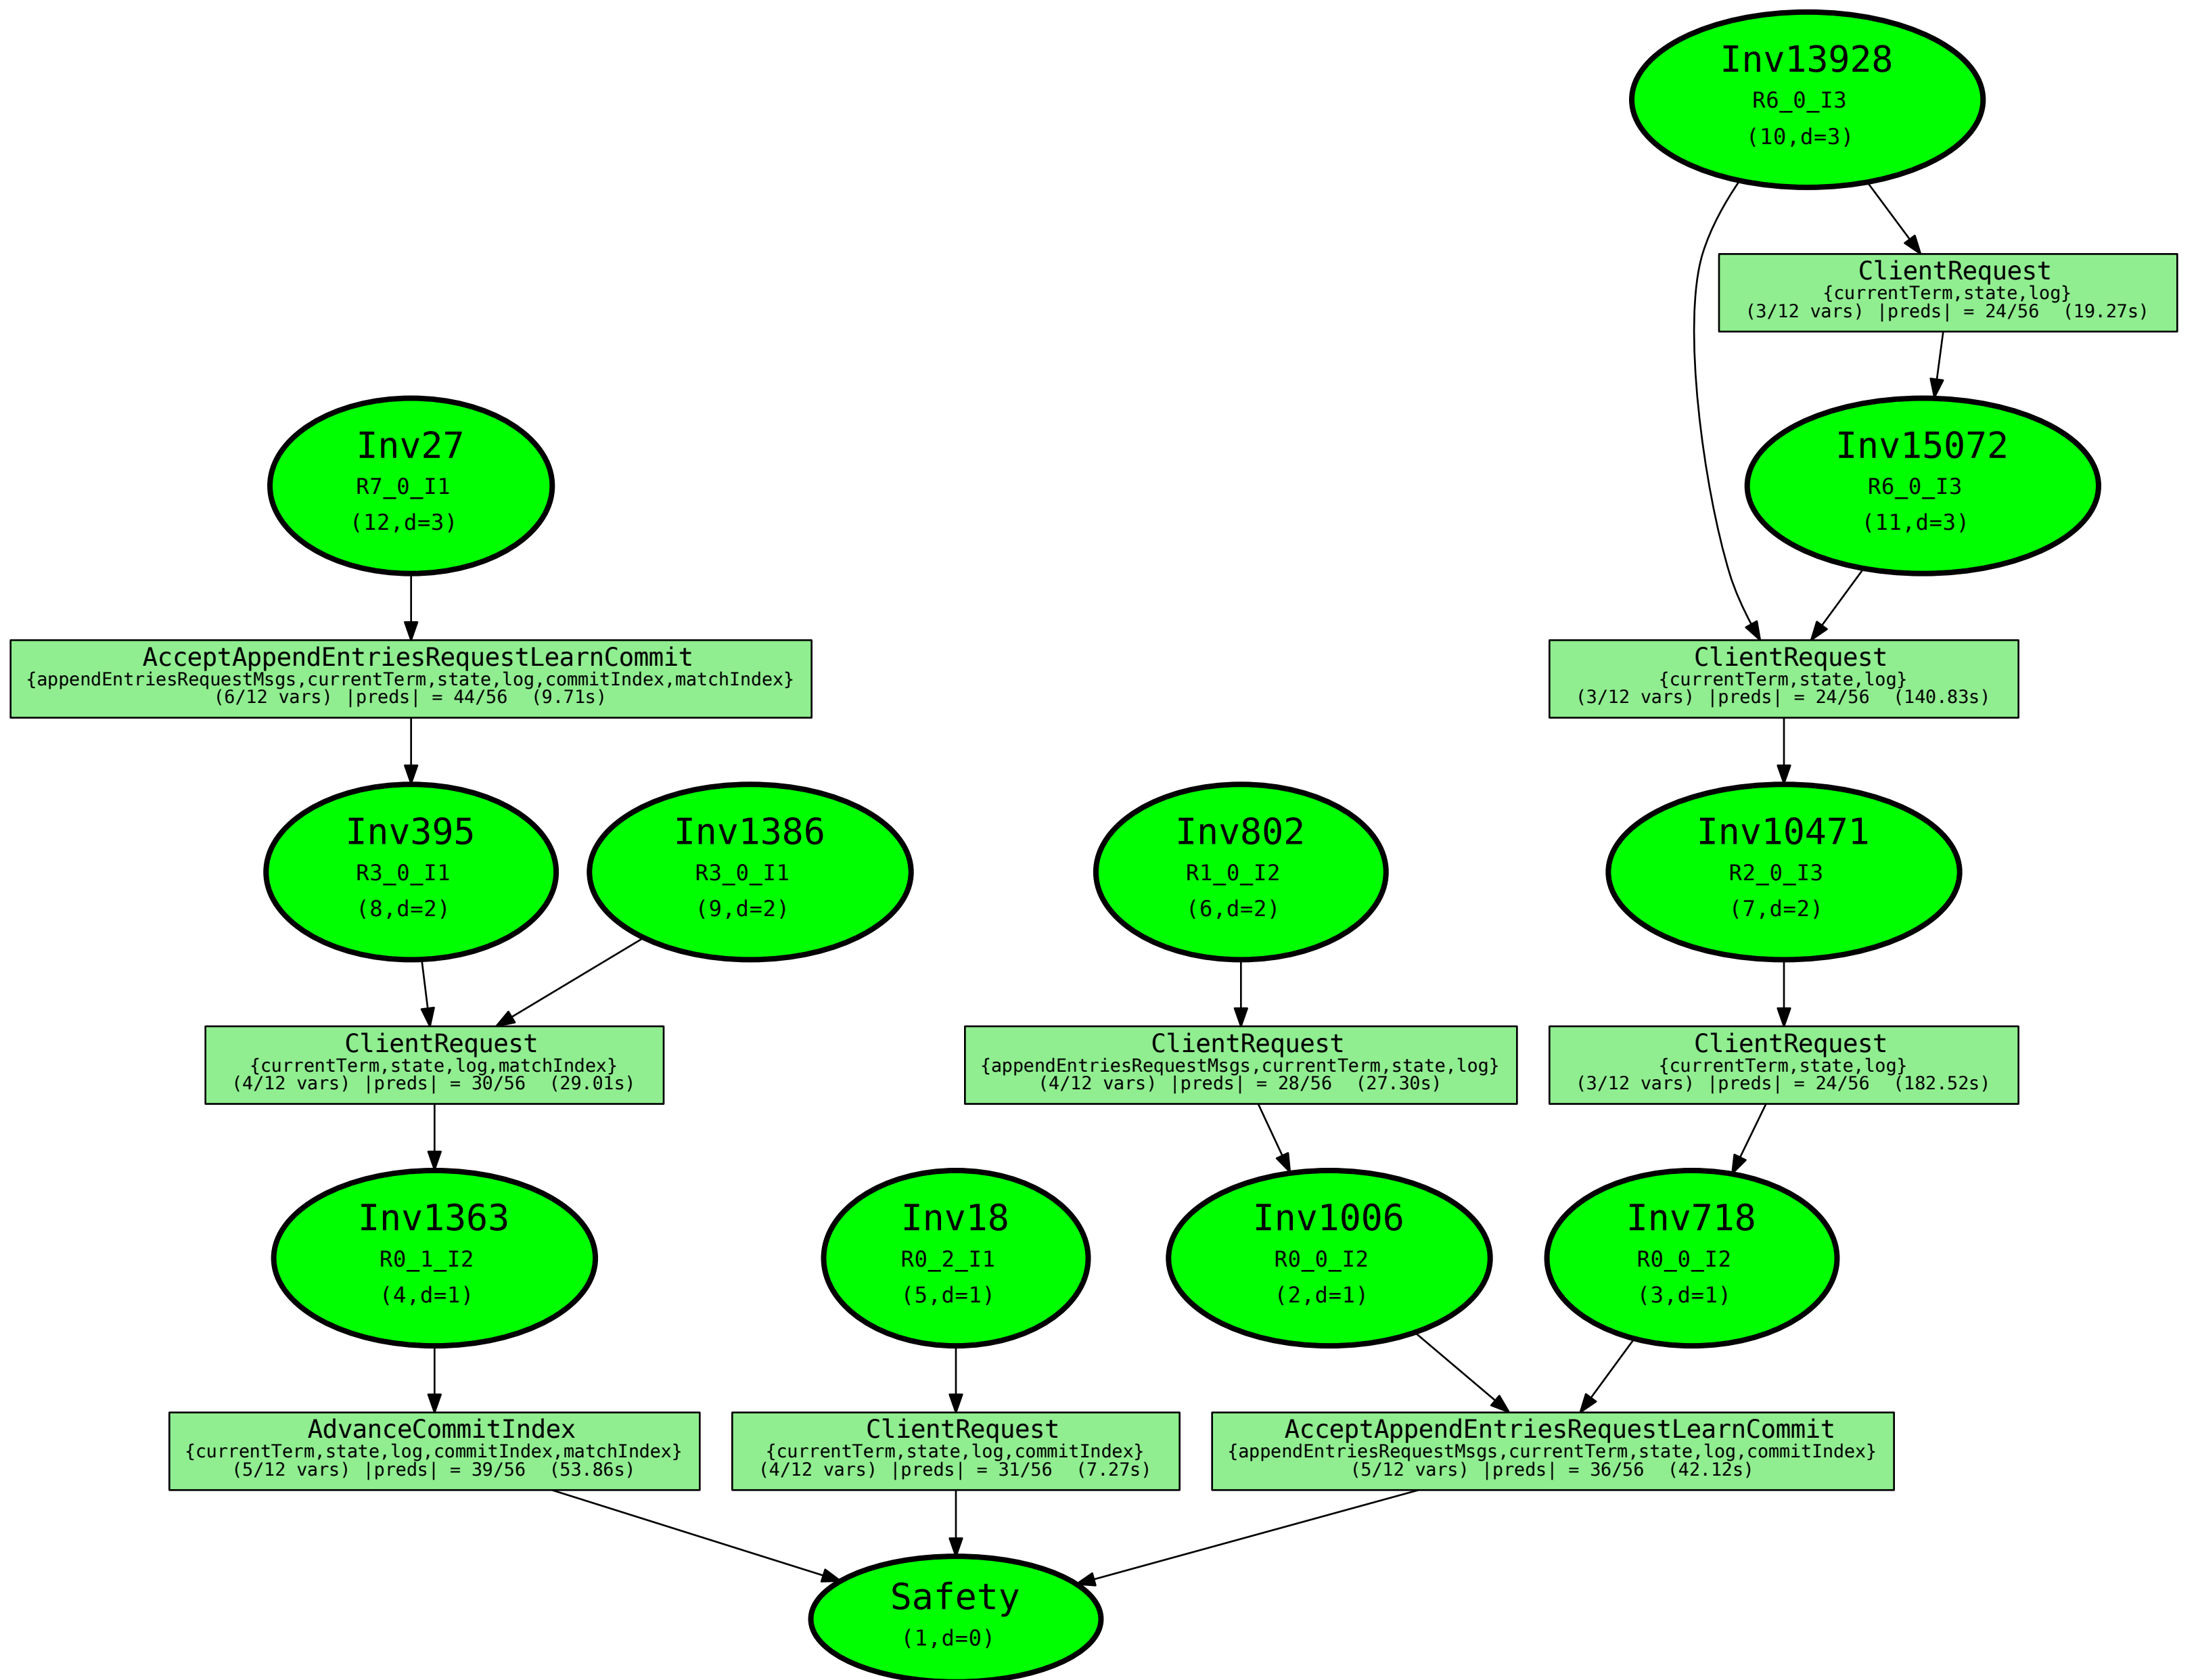 Inv13928
R6_0_I3
(10,d=3)
ClientRequest
{currentTerm,state,log}
(3/12 vars) |preds| = 24/56  (19.27s)
Inv27
R7_0_I1
(12,d=3)
Inv15072
R6_0_I3
(11,d=3)
AcceptAppendEntriesRequestLearnCommit
{appendEntriesRequestMsgs,currentTerm,state,log,commitIndex,matchIndex}
(6/12 vars) |preds| = 44/56  (9.71s)
ClientRequest
{currentTerm,state,log}
(3/12 vars) |preds| = 24/56  (140.83s)
Inv395
R3_0_I1
(8,d=2)
Inv1386
R3_0_I1
(9,d=2)
Inv802
R1_0_I2
(6,d=2)
Inv10471
R2_0_I3
(7,d=2)
ClientRequest
{currentTerm,state,log,matchIndex}
(4/12 vars) |preds| = 30/56  (29.01s)
ClientRequest
{appendEntriesRequestMsgs,currentTerm,state,log}
(4/12 vars) |preds| = 28/56  (27.30s)
ClientRequest
{currentTerm,state,log}
(3/12 vars) |preds| = 24/56  (182.52s)
Inv1363
R0_1_I2
(4,d=1)
Inv18
R0_2_I1
(5,d=1)
Inv1006
R0_0_I2
(2,d=1)
Inv718
R0_0_I2
(3,d=1)
AdvanceCommitIndex
{currentTerm,state,log,commitIndex,matchIndex}
(5/12 vars) |preds| = 39/56  (53.86s)
ClientRequest
{currentTerm,state,log,commitIndex}
(4/12 vars) |preds| = 31/56  (7.27s)
AcceptAppendEntriesRequestLearnCommit
{appendEntriesRequestMsgs,currentTerm,state,log,commitIndex}
(5/12 vars) |preds| = 36/56  (42.12s)
Safety
(1,d=0)